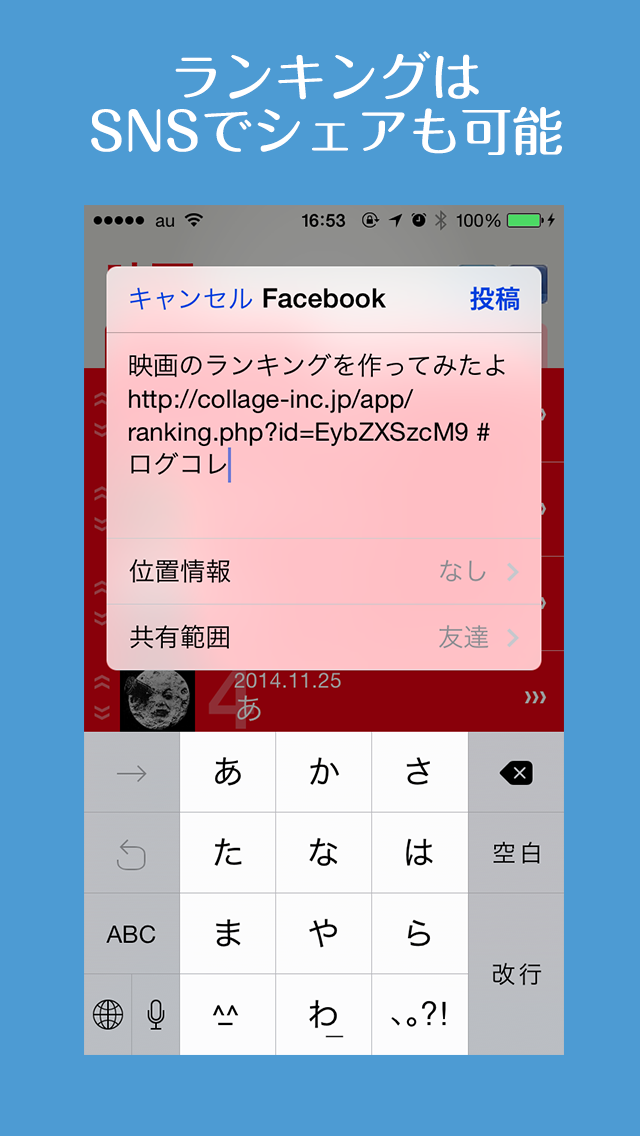 ランキングは
SNSでシェアも可能
au 16:53 100%
キャンセル Facebook 投稿
映画のランキングを作ってみたよ
http://collage-inc.jp/app/
ranking.php?id=EybZXSzcM9 #
ログコレ
位置情報 なし
共有範囲 友達
4 2014.11.25
あ
→ あ か さ
た な は 空白
ABC ま や ら
改行
^^ わ 、。?!